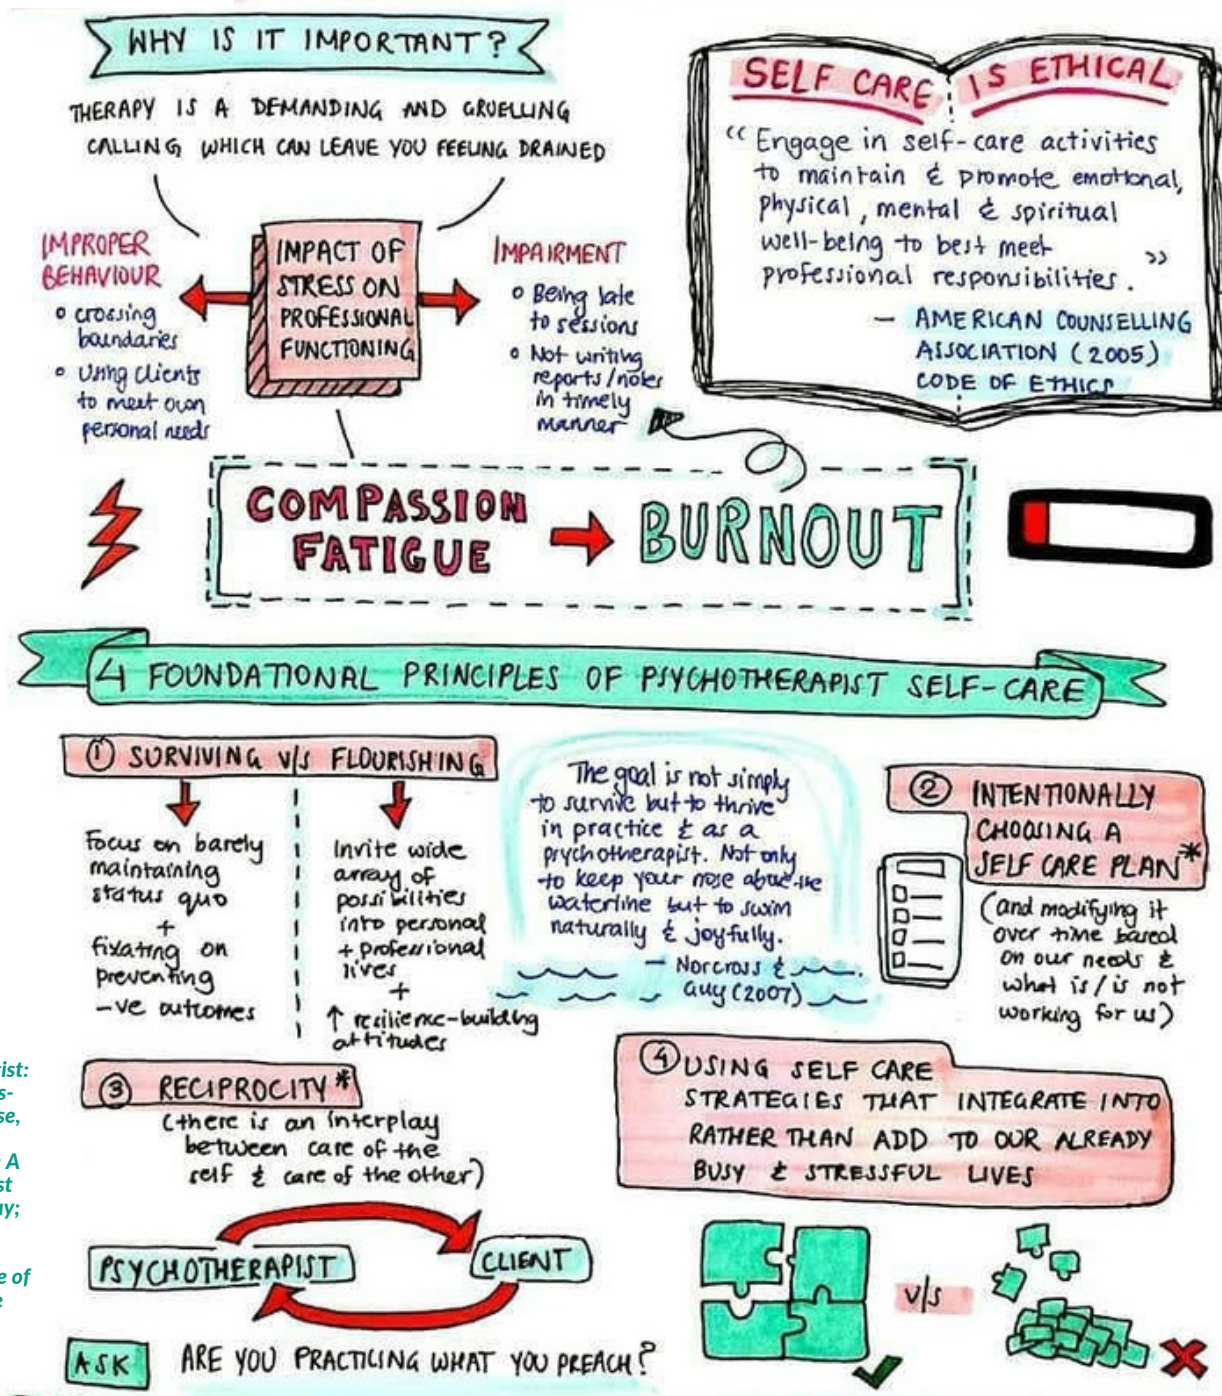 WHY IS IT IMPORTANT?
THERAPY IS A DEMANDING AND GRUELLING
CALLING WHICH CAN LEAVE YOU FEELING DRAINED
IMPROPER
BEHAVIOUR
o crossing
boundaries
o Using clients
to meet own
personal needs
IMPACT OF
STRESS ON
PROFESSIONAL
FUNCTIONING
IMPAIRMENT
o Being late
to sessions
o Not writing
reports/notes
in timely
manner
SELF CARE IS ETHICAL
"Engage in self-care activities
to maintain & promote emotional,
physical, mental & spiritual
well-being to best meet
professional responsibilities."
— AMERICAN COUNSELLING
ASSOCIATION (2005)
CODE OF ETHICS
COMPASSION
FATIGUE
BURNOUT
4 FOUNDATIONAL PRINCIPLES OF PSYCHOTHERAPIST SELF-CARE
① SURVIVING v/s FLOURISHING
Focus on barely
maintaining
status quo
+
fixating on
preventing
-ve outcomes
Invite wide
array of
possibilities
into personal
+ professional
lives
+
↑ resilience-building
attitudes
The goal is not simply
to survive but to thrive
in practice & as a
psychotherapist. Not only
to keep your nose above the
waterline but to swim
naturally & joyfully.
— Norcross &
Guy (2007)
② INTENTIONALLY
CHOOSING A
SELF CARE PLAN*
(and modifying it
over time based
on our needs &
what is/is not
working for us)
③ RECIPROCITY*
(there is an interplay
between care of the
self & care of the other)
PSYCHOTHERAPIST
CLIENT
ASK ARE YOU PRACTICING WHAT YOU PREACH?
④ USING SELF CARE
STRATEGIES THAT INTEGRATE INTO
RATHER THAN ADD TO OUR ALREADY
BUSY & STRESSFUL LIVES
v/s
ist:
s-
se,
A
st
uy;
e of
e